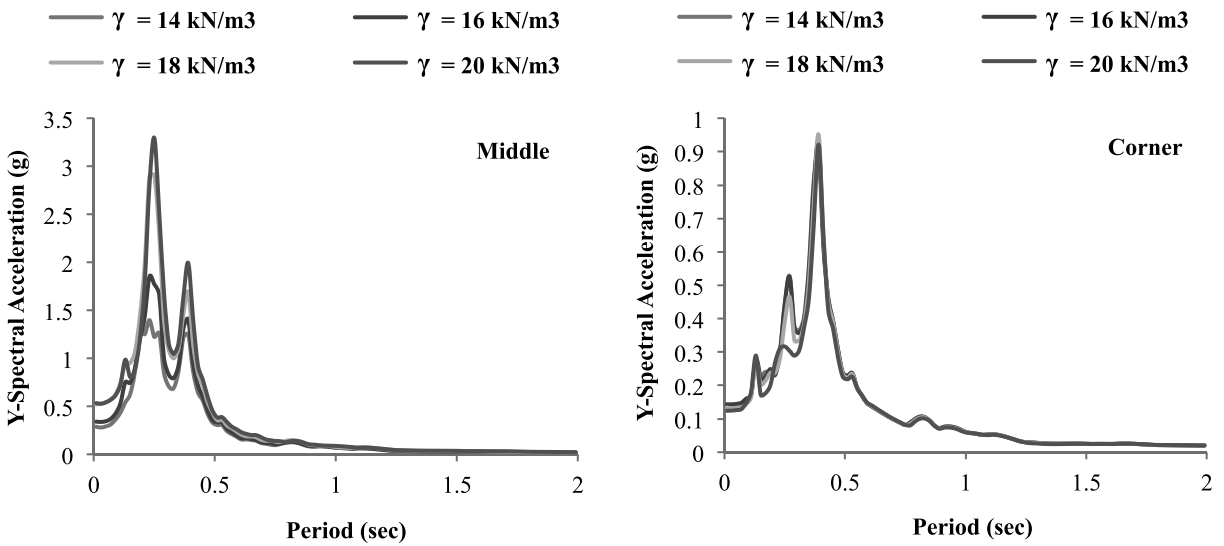 γ = 14 kN/m3
γ = 16 kN/m3
γ = 18 kN/m3
γ = 20 kN/m3
Middle
Y-Spectral Acceleration (g)
3.5
3
2.5
2
1.5
1
0.5
0
0 0.5 1 1.5 2
Period (sec)
γ = 14 kN/m3
γ = 16 kN/m3
γ = 18 kN/m3
γ = 20 kN/m3
Corner
Y-Spectral Acceleration (g)
1
0.9
0.8
0.7
0.6
0.5
0.4
0.3
0.2
0.1
0
0 0.5 1 1.5 2
Period (sec)